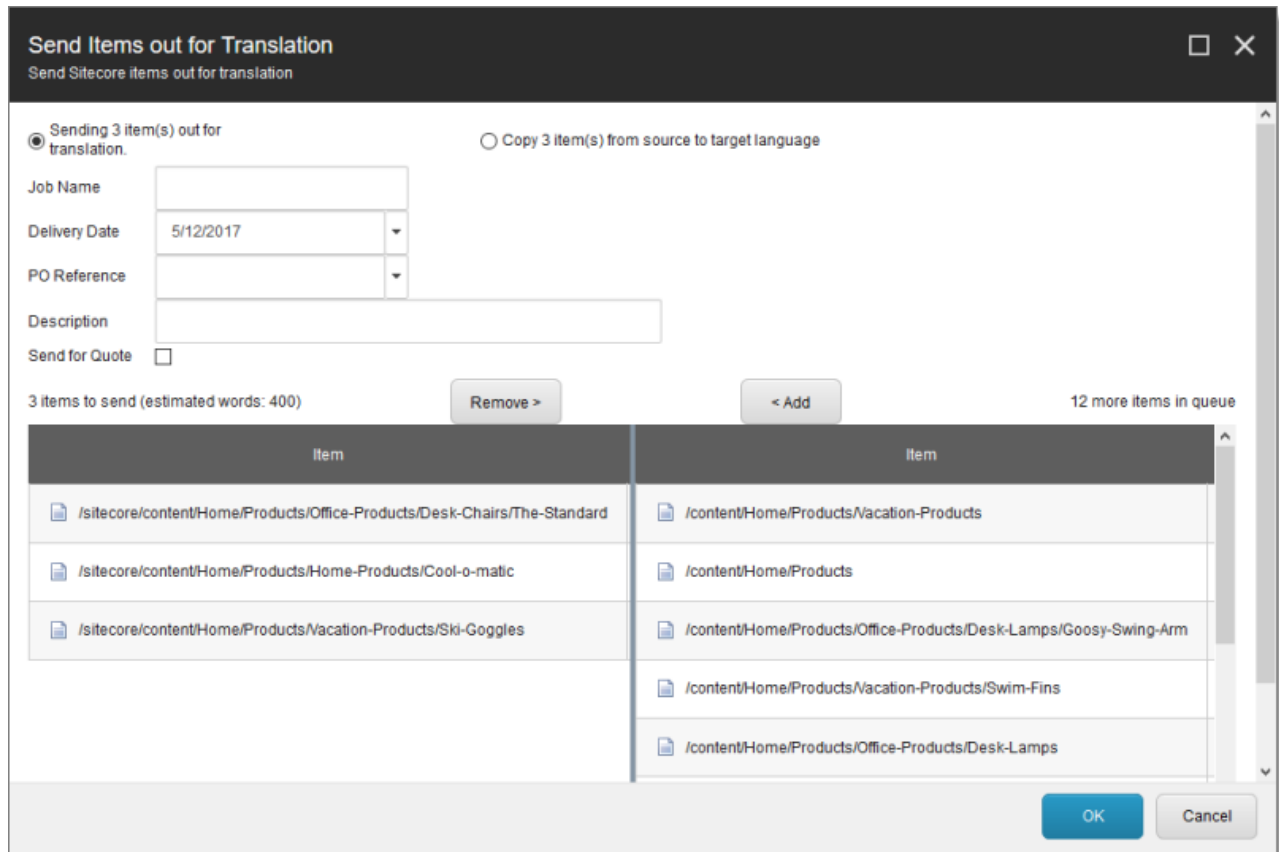 Send Items out for Translation
Send Sitecore items out for translation
Sending 3 item(s) out for
translation.
Copy 3 item(s) from source to target language
Job Name
Delivery Date 5/12/2017
PO Reference
Description
Send for Quote
3 items to send (estimated words: 400) Remove > < Add 12 more items in queue
Item Item
/sitecore/content/Home/Products/Office-Products/Desk-Chairs/The-Standard /content/Home/Products/Vacation-Products
/sitecore/content/Home/Products/Home-Products/Cool-o-matic /content/Home/Products
/sitecore/content/Home/Products/Vacation-Products/Ski-Goggles /content/Home/Products/Office-Products/Desk-Lamps/Goosy-Swing-Arm
/content/Home/Products/Vacation-Products/Swim-Fins
/content/Home/Products/Office-Products/Desk-Lamps
OK Cancel